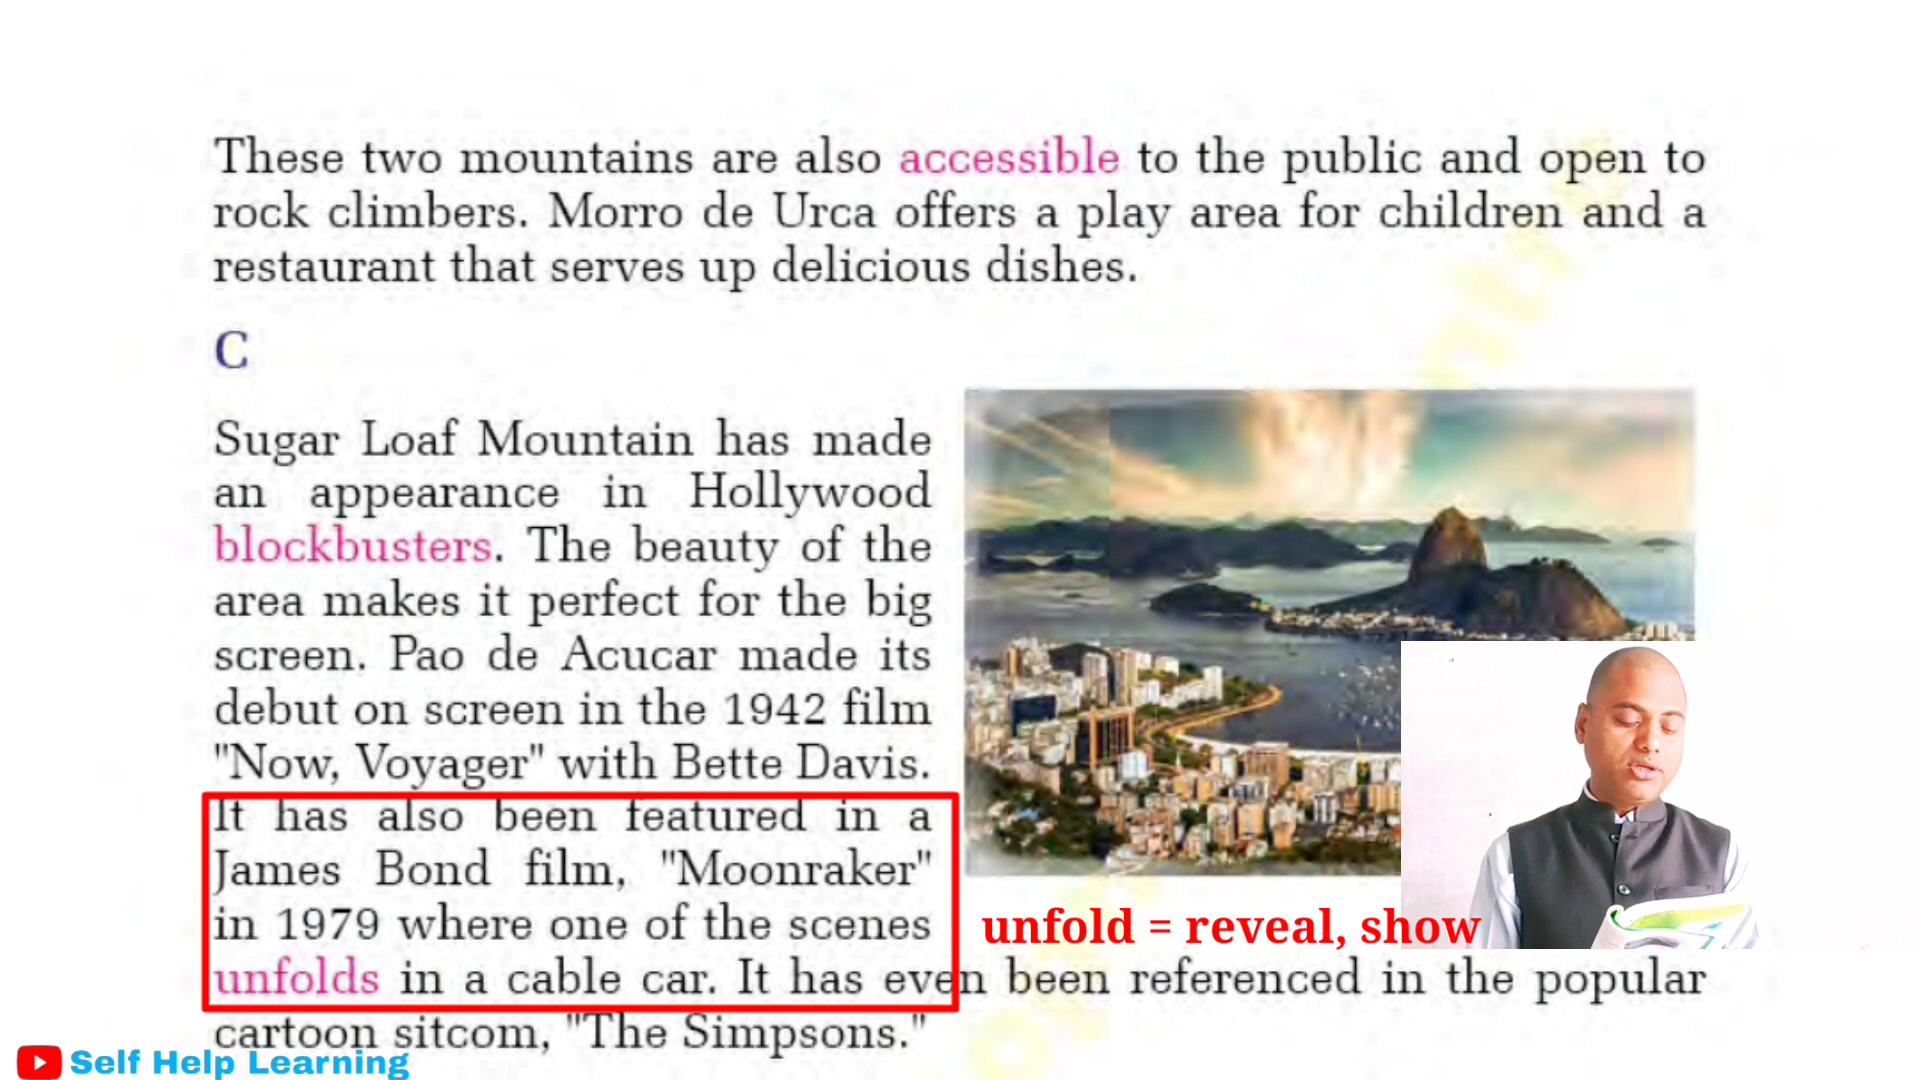 These two mountains are also accessible to the public and open to
rock climbers. Morro de Urca offers a play area for children and a
restaurant that serves up delicious dishes.
C
Sugar Loaf Mountain has made
an appearance in Hollywood
blockbusters. The beauty of the
area makes it perfect for the big
screen. Pao de Acucar made its
debut on screen in the 1942 film
"Now, Voyager" with Bette Davis.
It has also been featured in a
James Bond film, "Moonraker"
in 1979 where one of the scenes
unfolds in a cable car. It has even been referenced in the popular
cartoon sitcom, "The Simpsons."
unfold = reveal, show
Self Help Learning